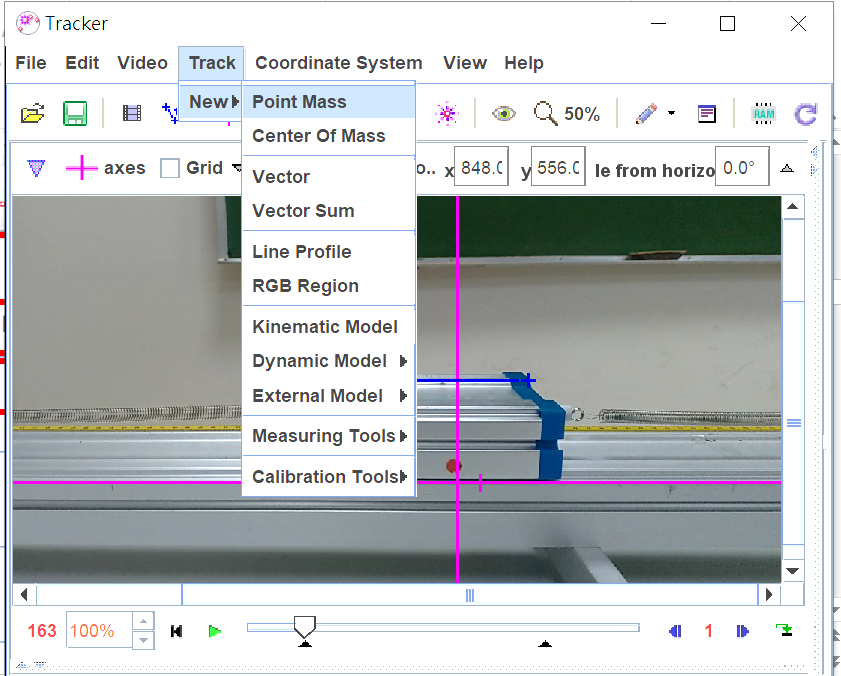 Tracker
File Edit Video Track Coordinate System View Help
New Point Mass
50% RAM
Center Of Mass
axes Grid o.. x 848.0 y 556.0 le from horizo 0.0°
Vector
Vector Sum
Line Profile
RGB Region
Kinematic Model
Dynamic Model
External Model
Measuring Tools
Calibration Tools
163 100% 1